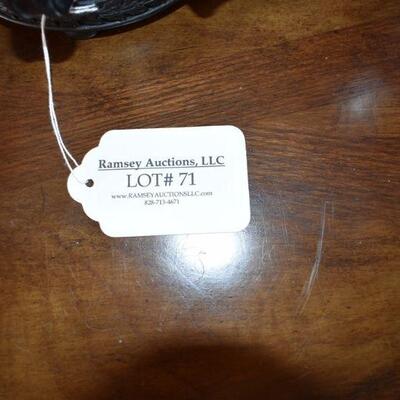 Ramsey Auctions, LLC
LOT# 71
www.RAMSEYAUCTIONSLLC.com
828-713-4671